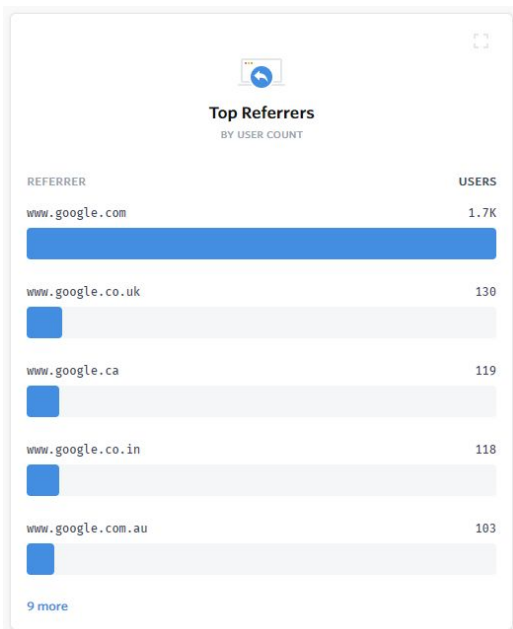 Top Referrers
BY USER COUNT
REFERRER USERS
www.google.com 1.7K
www.google.co.uk 130
www.google.ca 119
www.google.co.in 118
www.google.com.au 103
9 more